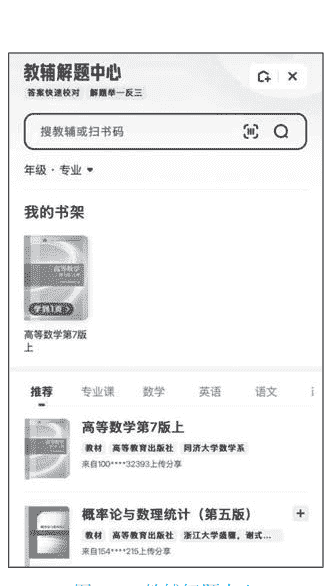 教辅解题中心
答案快速校对 解题举一反三
搜教辅或扫书码
年级·专业
我的书架
高等数学
高等数学第7版
上
推荐 专业课 数学 英语 语文
高等数学第7版上
教材 高等教育出版社 同济大学数学系
来自100****32393上传分享
概率论与数理统计（第五版）
教材 高等教育出版社 浙江大学盛骤，谢式...
来自154****215上传分享